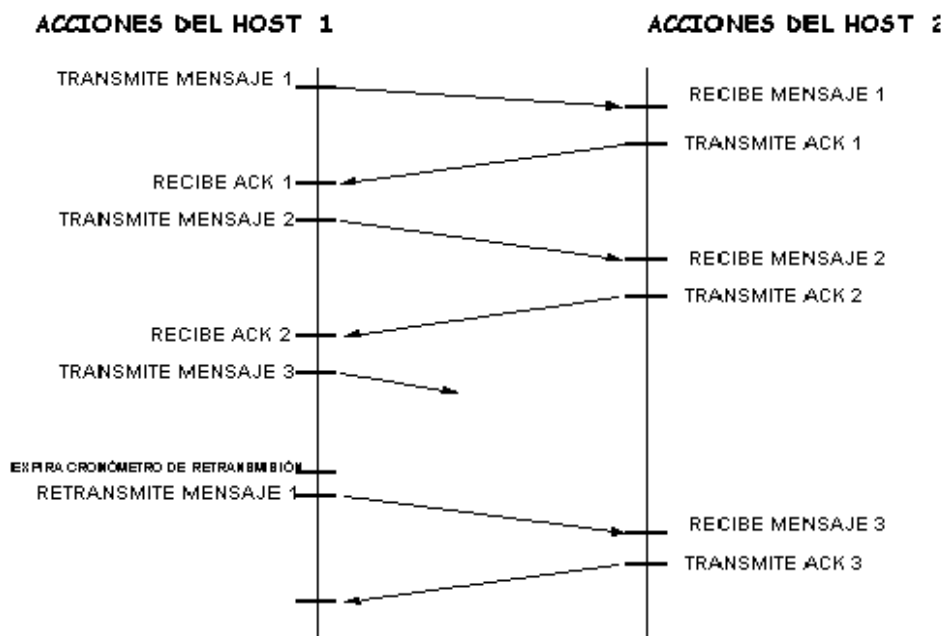 ACCIONES DEL HOST 1
ACCIONES DEL HOST 2
TRANSMITE MENSAJE 1
RECIBE MENSAJE 1
TRANSMITE ACK 1
RECIBE ACK 1
TRANSMITE MENSAJE 2
RECIBE MENSAJE 2
TRANSMITE ACK 2
RECIBE ACK 2
TRANSMITE MENSAJE 3
EXPIRA CRONÓMETRO DE RETRANSMISIÓN
RETRANSMITE MENSAJE 1
RECIBE MENSAJE 3
TRANSMITE ACK 3